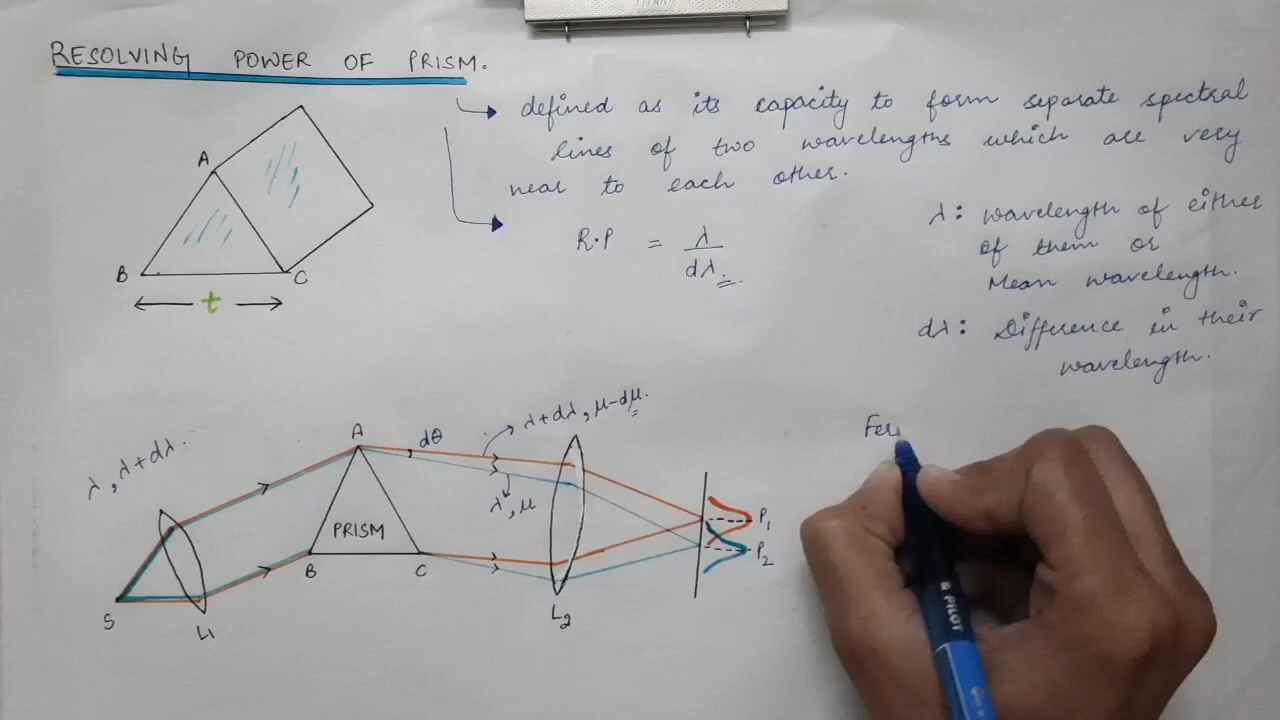 RESOLVING POWER OF PRISM.
defined as its capacity to form separate spectral
lines of two wavelengths which are very
near to each other.
R.P = λ/dλ.
λ: wavelength of either
of them or
Mean wavelength.
dλ: Difference in their
wavelength.
A
B
C
t
λ, λ+dλ.
A
dθ
λ+dλ, μ-dμ.
λ, μ
PRISM
B
C
S
L1
L2
P1
P2
For
PILOT